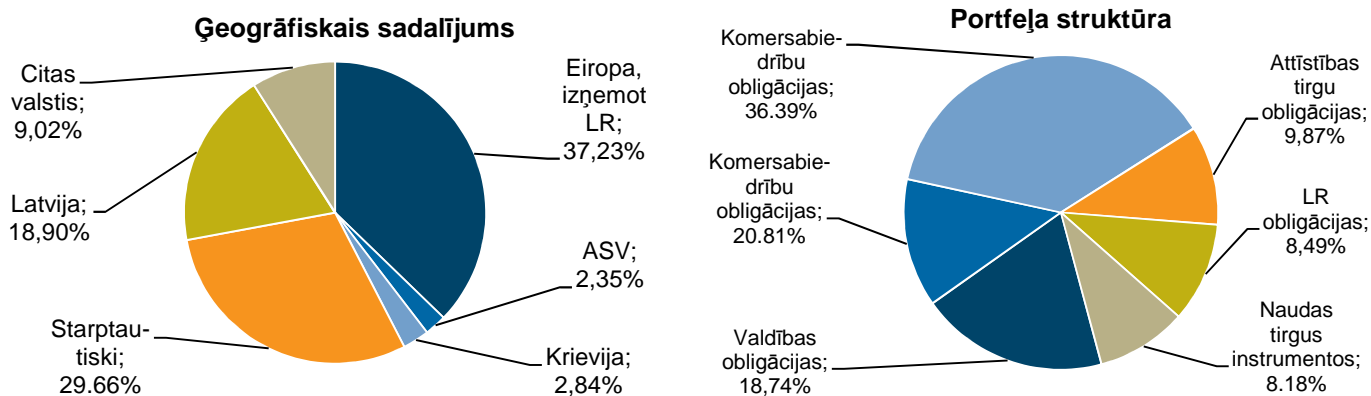 Ģeogrāfiskais sadalījums
Citas
valstis;
9,02%
Eiropa,
izņemot
LR;
37,23%
Latvija;
18,90%
ASV;
2,35%
Starptau-
tiski;
29.66%
Krievija;
2,84%
Portfeļa struktūra
Komersabie-
drību
obligācijas;
36.39%
Attīstības
tirgu
obligācijas;
9,87%
Komersabie-
drību
obligācijas;
20.81%
LR
obligācijas;
8,49%
Valdības
obligācijas;
18,74%
Naudas
tirgus
instrumentos;
8.18%